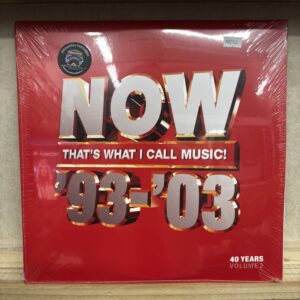 NOW
THAT'S WHAT I CALL MUSIC!
'93-'03
40 YEARS
VOLUME 2